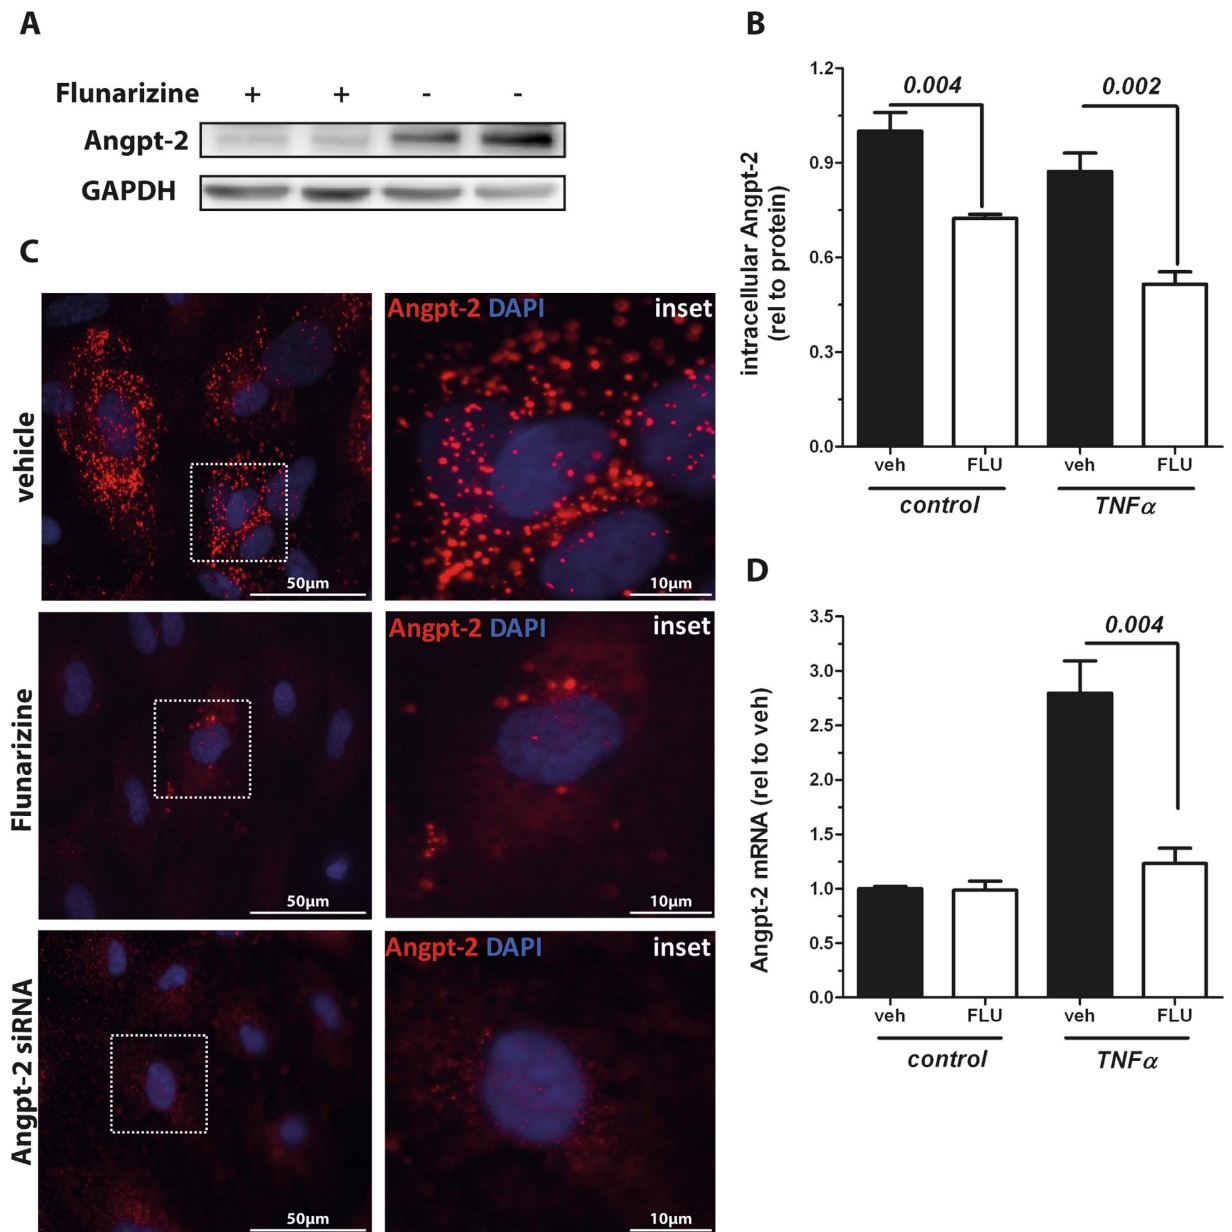 A
Flunarizine + + - -
Angpt-2
GAPDH
B
1.2
0.9
0.6
0.3
0.0
intracellular Angpt-2
(rel to protein)
0.004
0.002
veh FLU veh FLU
control TNFα
C
vehicle
50μm
Angpt-2 DAPI inset
10μm
Flunarizine
50μm
Angpt-2 DAPI inset
10μm
Angpt-2 siRNA
50μm
Angpt-2 DAPI inset
10μm
D
3.5
3.0
2.5
2.0
1.5
1.0
0.5
0.0
Angpt-2 mRNA (rel to veh)
0.004
veh FLU veh FLU
control TNFα